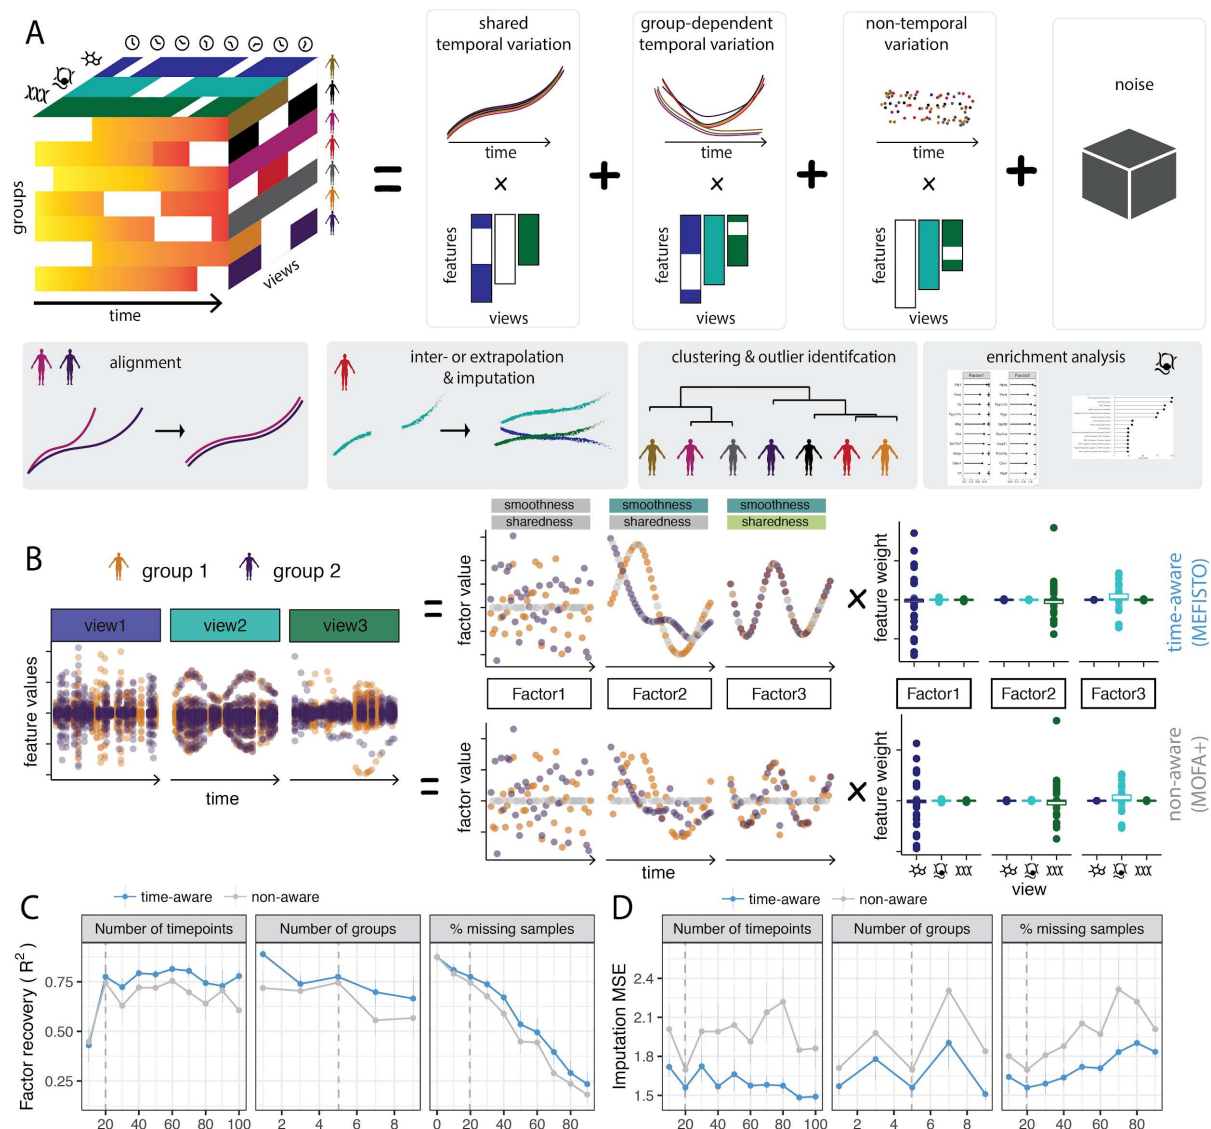 A
shared
temporal variation
group-dependent
temporal variation
non-temporal
variation
noise
groups
time
views
time
time
time
features
features
features
views
views
views
alignment
inter- or extrapolation
& imputation
clustering & outlier identifcation
enrichment analysis
Factor1
B
group 1
group 2
view1
view2
view3
feature values
time
smoothness
sharedness
smoothness
sharedness
smoothness
sharedness
factor value
feature weight
time-aware
(MEFISTO)
Factor1
Factor2
Factor3
Factor1
Factor2
Factor3
factor value
feature weight
non-aware
(MOFA+)
time
view
C
time-aware
non-aware
Number of timepoints
Number of groups
% missing samples
Factor recovery ( R² )
0.75
0.50
0.25
20 40 60 80 100
2 4 6 8
0 20 40 60 80
D
time-aware
non-aware
Number of timepoints
Number of groups
% missing samples
Imputation MSE
2.4
2.1
1.8
1.5
20 40 60 80 100
2 4 6 8
20 40 60 80